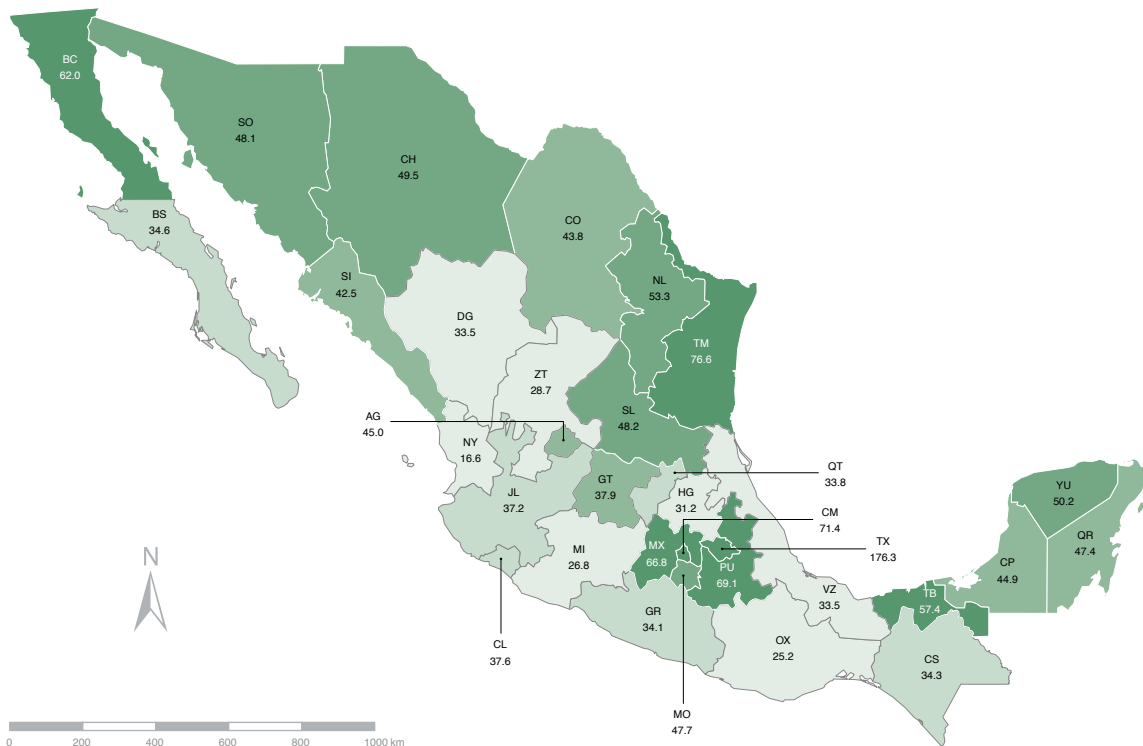 BC
62.0
SO
48.1
CH
49.5
BS
34.6
CO
43.8
SI
42.5
NL
53.3
DG
33.5
TM
76.6
ZT
28.7
AG
45.0
SL
48.2
NY
16.6
QT
33.8
GT
37.9
JL
37.2
HG
31.2
YU
50.2
CM
71.4
QR
47.4
TX
176.3
MX
66.8
MI
26.8
PU
69.1
CP
44.9
VZ
33.5
TB
57.4
GR
34.1
CL
37.6
OX
25.2
CS
34.3
MO
47.7
N
0 200 400 600 800 1000 km